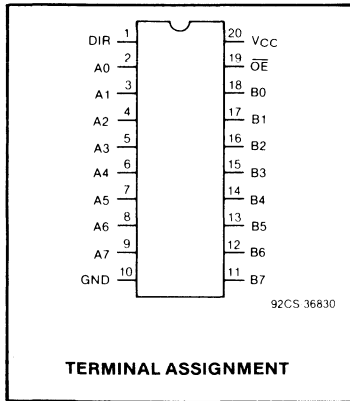 DIR 1 20 VCC
A0 2 19 OE
A1 3 18 B0
A2 4 17 B1
A3 5 16 B2
A4 6 15 B3
A5 7 14 B4
A6 8 13 B5
A7 9 12 B6
GND 10 11 B7
92CS 36830
TERMINAL ASSIGNMENT